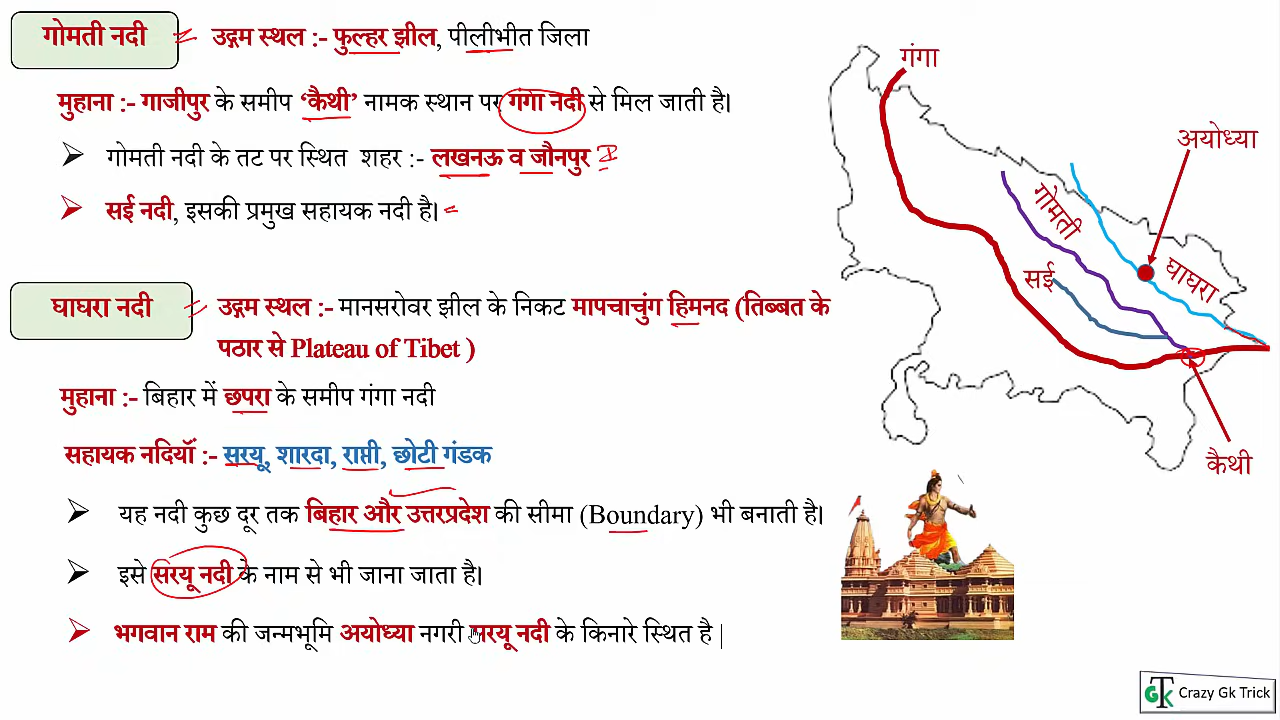 गोमती नदी
उद्गम स्थल :- फुल्हर झील, पीलीभीत जिला
मुहाना :- गाजीपुर के समीप ‘कैथी’ नामक स्थान पर गंगा नदी से मिल जाती है।
गोमती नदी के तट पर स्थित शहर :- लखनऊ व जौनपुर
सई नदी, इसकी प्रमुख सहायक नदी है।
घाघरा नदी
उद्गम स्थल :- मानसरोवर झील के निकट मापचाचुंग हिमनद (तिब्बत के
पठार से Plateau of Tibet )
मुहाना :- बिहार में छपरा के समीप गंगा नदी
सहायक नदियॉं :- सरयू, शारदा, राप्ती, छोटी गंडक
यह नदी कुछ दूर तक बिहार और उत्तरप्रदेश की सीमा (Boundary) भी बनाती है।
इसे सरयू नदी के नाम से भी जाना जाता है।
भगवान राम की जन्मभूमि अयोध्या नगरी सरयू नदी के किनारे स्थित है |
गंगा
अयोध्या
गोमती
घाघरा
सई
कैथी
GTK Crazy Gk Trick